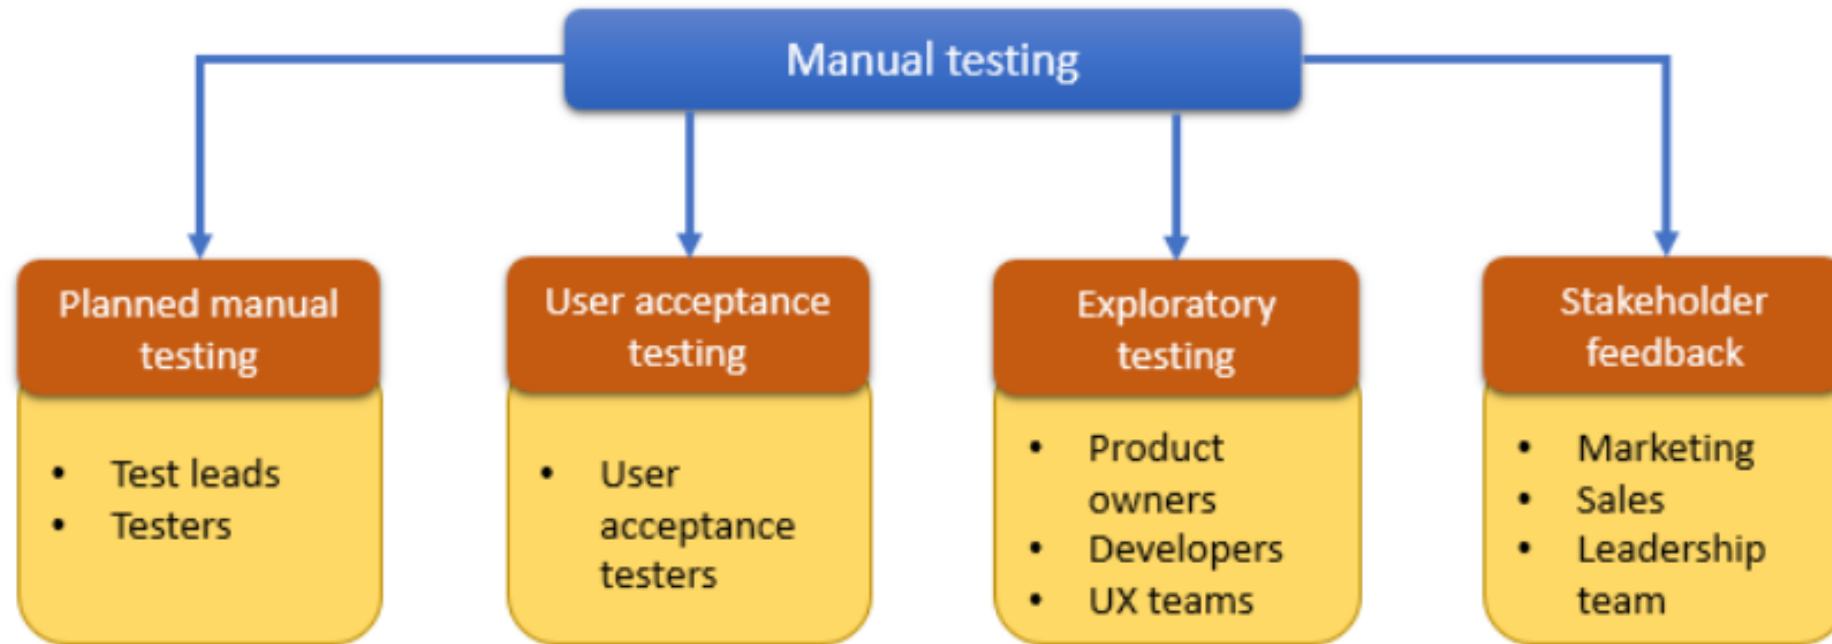 Manual testing
Planned manual
testing
• Test leads
• Testers
User acceptance
testing
• User
acceptance
testers
Exploratory
testing
• Product
owners
• Developers
• UX teams
Stakeholder
feedback
• Marketing
• Sales
• Leadership
team